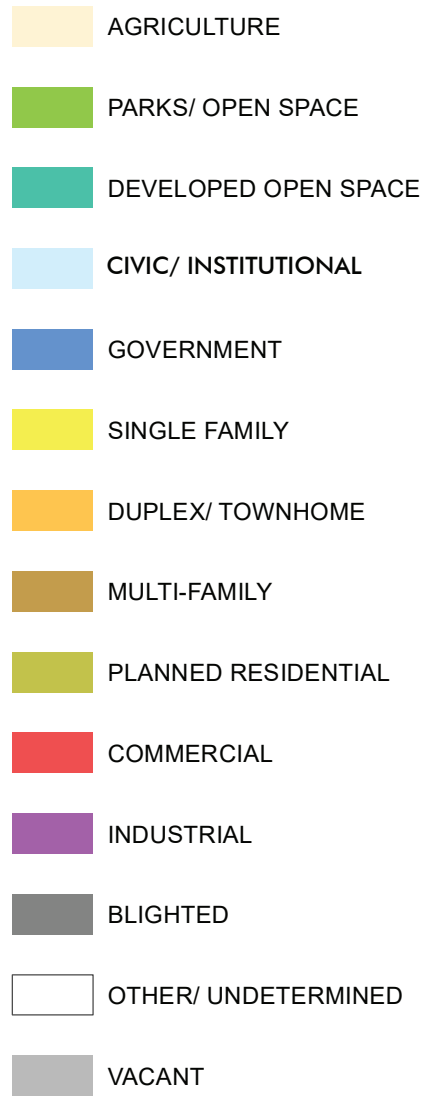 AGRICULTURE
PARKS/ OPEN SPACE
DEVELOPED OPEN SPACE
CIVIC/ INSTITUTIONAL
GOVERNMENT
SINGLE FAMILY
DUPLEX/ TOWNHOME
MULTI-FAMILY
PLANNED RESIDENTIAL
COMMERCIAL
INDUSTRIAL
BLIGHTED
OTHER/ UNDETERMINED
VACANT